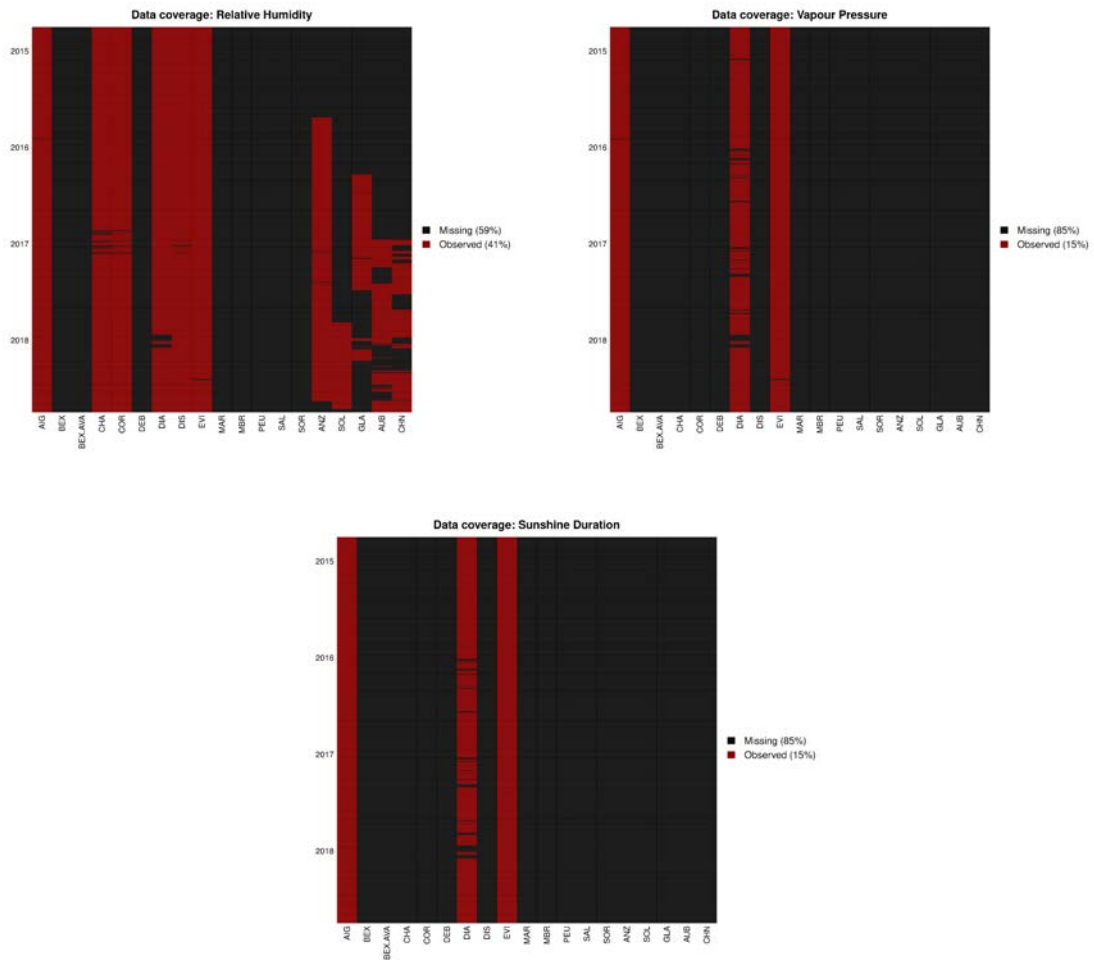 Data coverage: Relative Humidity
2015
2016
2017
2018
Missing (59%)
Observed (41%)
AIG BEX BEX.AVA CHA COR DEB DIA DIS EVI MAR MBR PEU SAL SOR ANZ SOL GLA AUB CHN
Data coverage: Vapour Pressure
2015
2016
2017
2018
Missing (85%)
Observed (15%)
AIG BEX BEX.AVA CHA COR DEB DIA DIS EVI MAR MBR PEU SAL SOR ANZ SOL GLA AUB CHN
Data coverage: Sunshine Duration
2015
2016
2017
2018
Missing (85%)
Observed (15%)
AIG BEX BEX.AVA CHA COR DEB DIA DIS EVI MAR MBR PEU SAL SOR ANZ SOL GLA AUB CHN